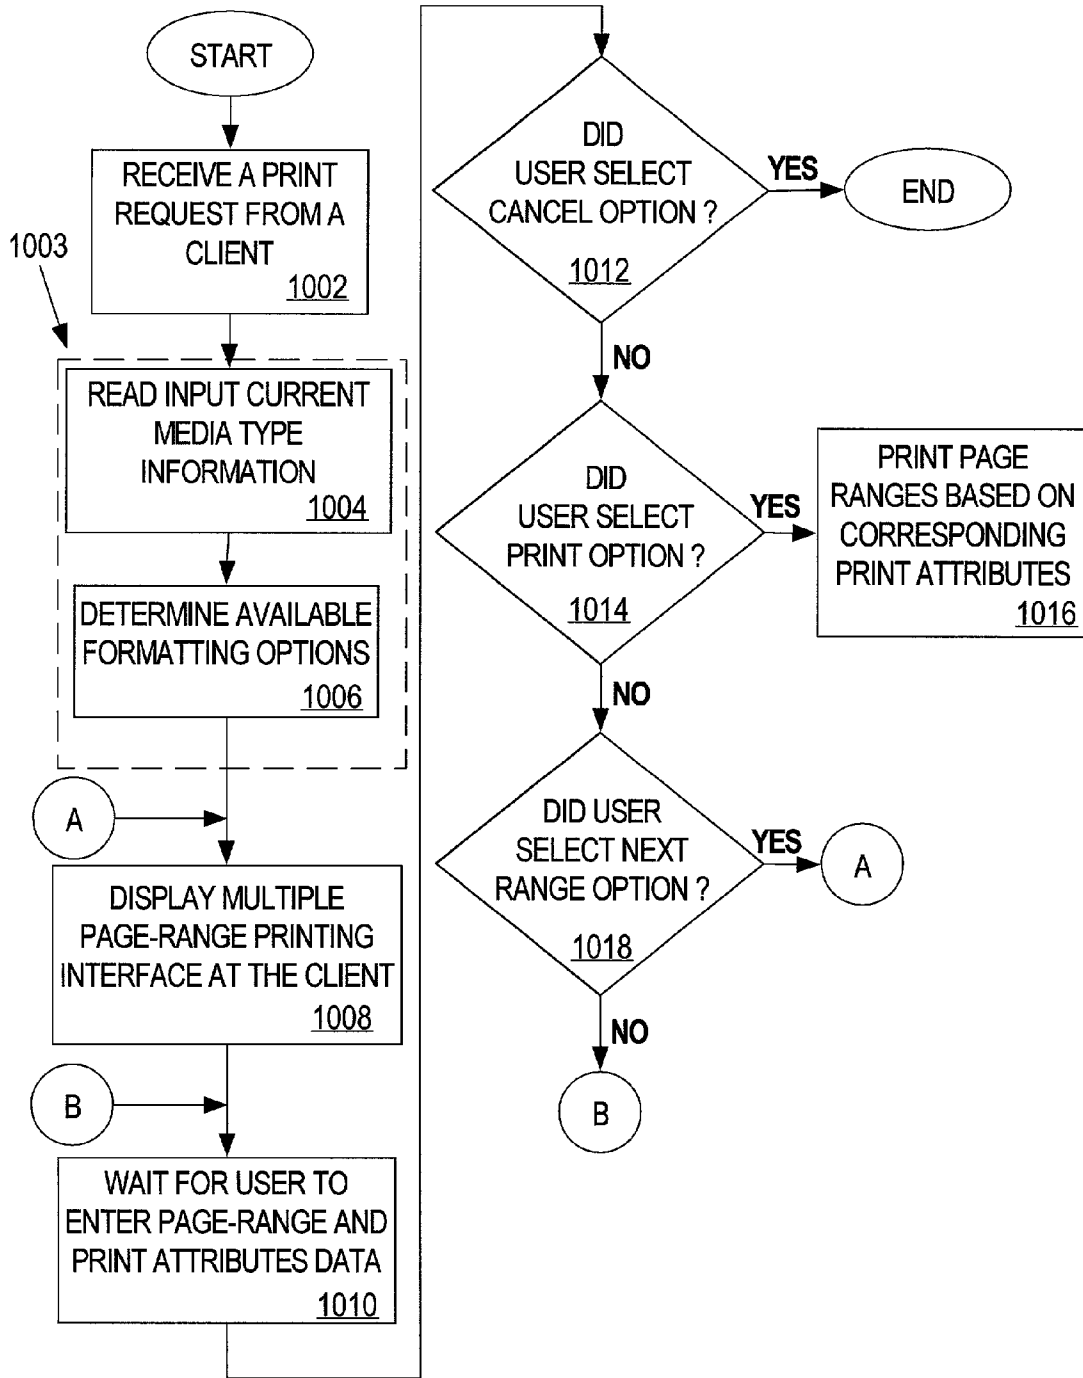 START
RECEIVE A PRINT
REQUEST FROM A
CLIENT
1002
1003
READ INPUT CURRENT
MEDIA TYPE
INFORMATION
1004
DETERMINE AVAILABLE
FORMATTING OPTIONS
1006
A
DISPLAY MULTIPLE
PAGE-RANGE PRINTING
INTERFACE AT THE CLIENT
1008
B
WAIT FOR USER TO
ENTER PAGE-RANGE AND
PRINT ATTRIBUTES DATA
1010
DID
USER SELECT
CANCEL OPTION ?
1012
YES
END
NO
DID
USER SELECT
PRINT OPTION ?
1014
YES
PRINT PAGE
RANGES BASED ON
CORRESPONDING
PRINT ATTRIBUTES
1016
NO
DID USER
SELECT NEXT
RANGE OPTION ?
1018
YES
A
NO
B